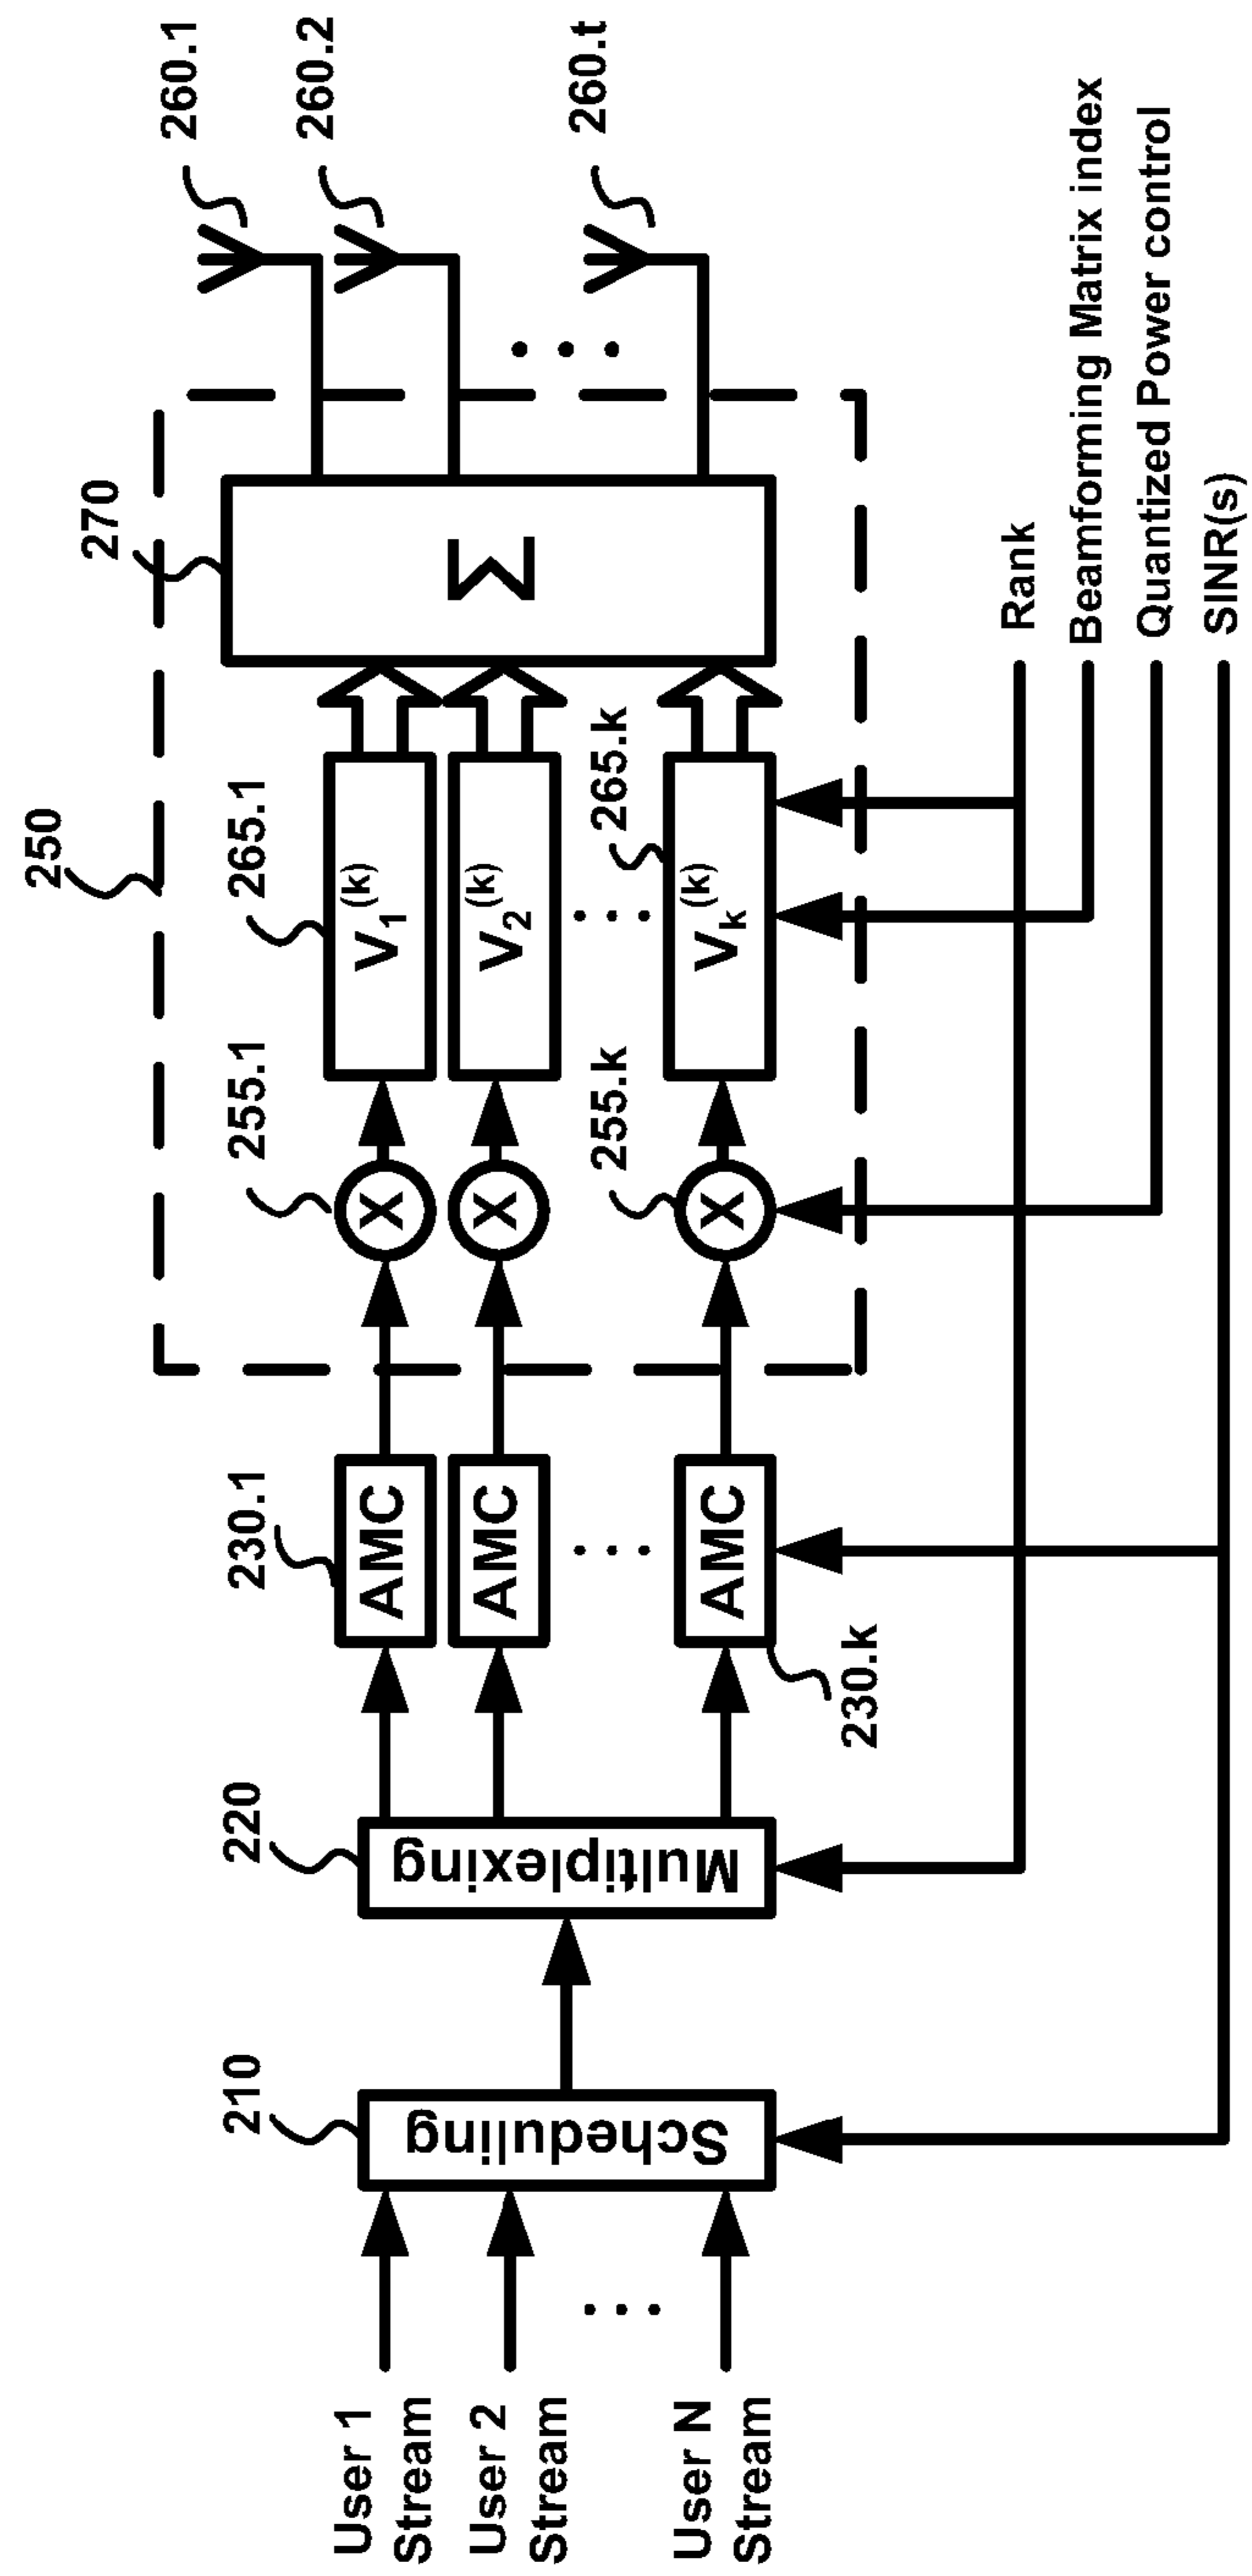 250
270
260.1
260.2
260.t
210
220
230.1
255.1
265.1
User 1
Stream
User 2
Stream
User N
Stream
Scheduling
Multiplexing
AMC
AMC
AMC
X
X
X
V1(k)
V2(k)
Vk(k)
Σ
255.k
265.k
230.k
Rank
Beamforming Matrix index
Quantized Power control
SINR(s)